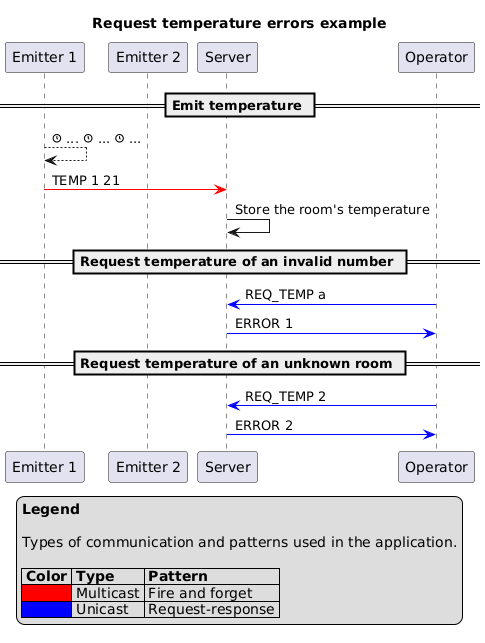 Request temperature errors example
Emitter 1 Emitter 2 Server Operator
Emit temperature
... ... ...
TEMP 1 21
Store the room's temperature
Request temperature of an invalid number
REQ_TEMP a
ERROR 1
Request temperature of an unknown room
REQ_TEMP 2
ERROR 2
Emitter 1 Emitter 2 Server Operator
Legend
Types of communication and patterns used in the application.
Color Type Pattern
Multicast Fire and forget
Unicast Request-response